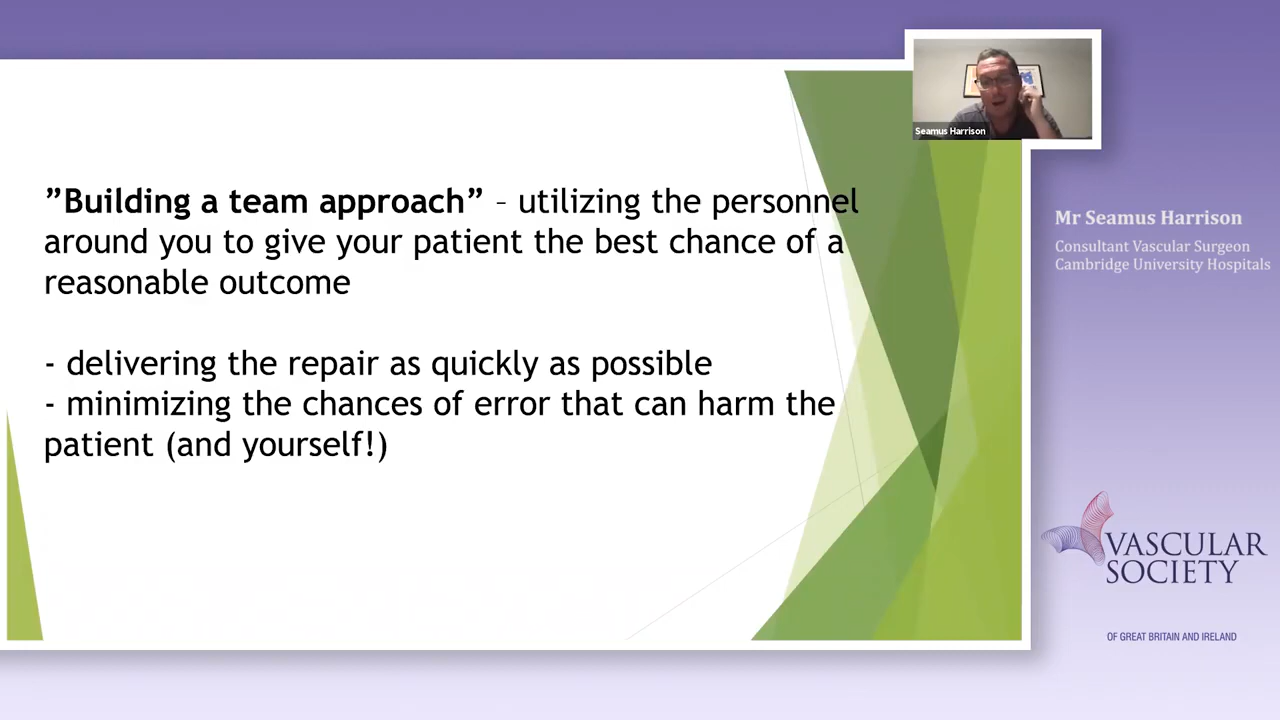 ”Building a team approach” – utilizing the personnel
around you to give your patient the best chance of a
reasonable outcome
- delivering the repair as quickly as possible
- minimizing the chances of error that can harm the
patient (and yourself!)
Seamus Harrison
Mr Seamus Harrison
Consultant Vascular Surgeon
Cambridge University Hospitals
VASCULAR
SOCIETY
OF GREAT BRITAIN AND IRELAND